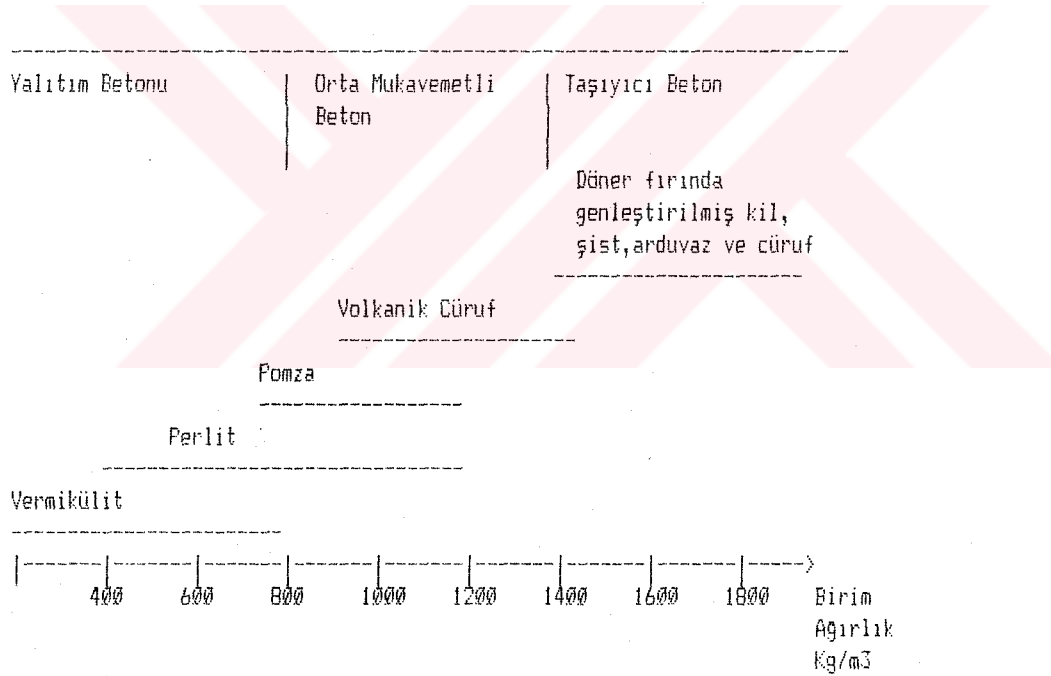 Yalıtım Betonu | Orta Mukavemetli | Taşıyıcı Beton
Beton
Döner fırında
genleştirilmiş kil,
şist,arduvaz ve cüruf
Volkanik Cüruf
Pomza
Perlit
Vermikülit
400 600 800 1000 1200 1400 1600 1800 Birim
Ağırlık
Kg/m3